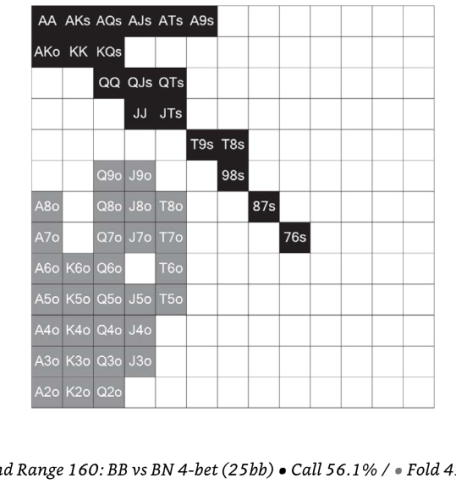 AA AKs AQs AJs ATs A9s
AKo KK KQs
QQ QJs QTs
JJ JTs
T9s T8s
Q9o J9o 98s
A8o Q8o J8o T8o 87s
A7o Q7o J7o T7o 76s
A6o K6o Q6o T6o
A5o K5o Q5o J5o T5o
A4o K4o Q4o J4o
A3o K3o Q3o J3o
A2o K2o Q2o
Range 160: BB vs BN 4-bet (25bb) • Call 56.1% / • Fold